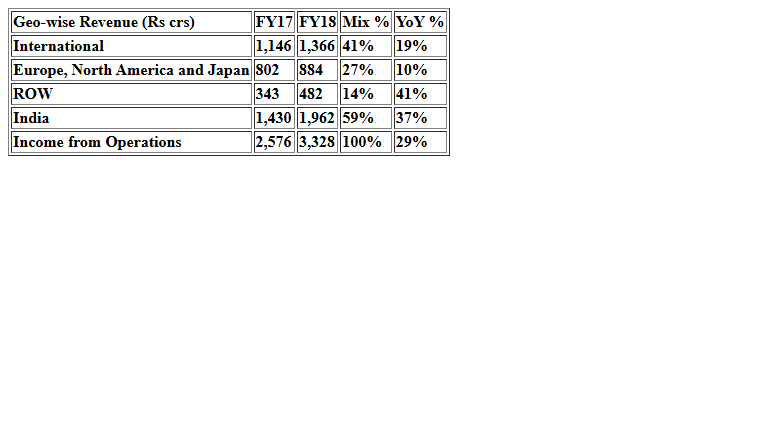 Geo-wise Revenue (Rs crs) FY17 FY18 Mix % YoY %
International 1,146 1,366 41% 19%
Europe, North America and Japan 802 884 27% 10%
ROW 343 482 14% 41%
India 1,430 1,962 59% 37%
Income from Operations 2,576 3,328 100% 29%